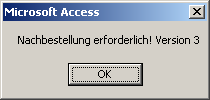 Microsoft Access
Nachbestellung erforderlich! Version 3
OK